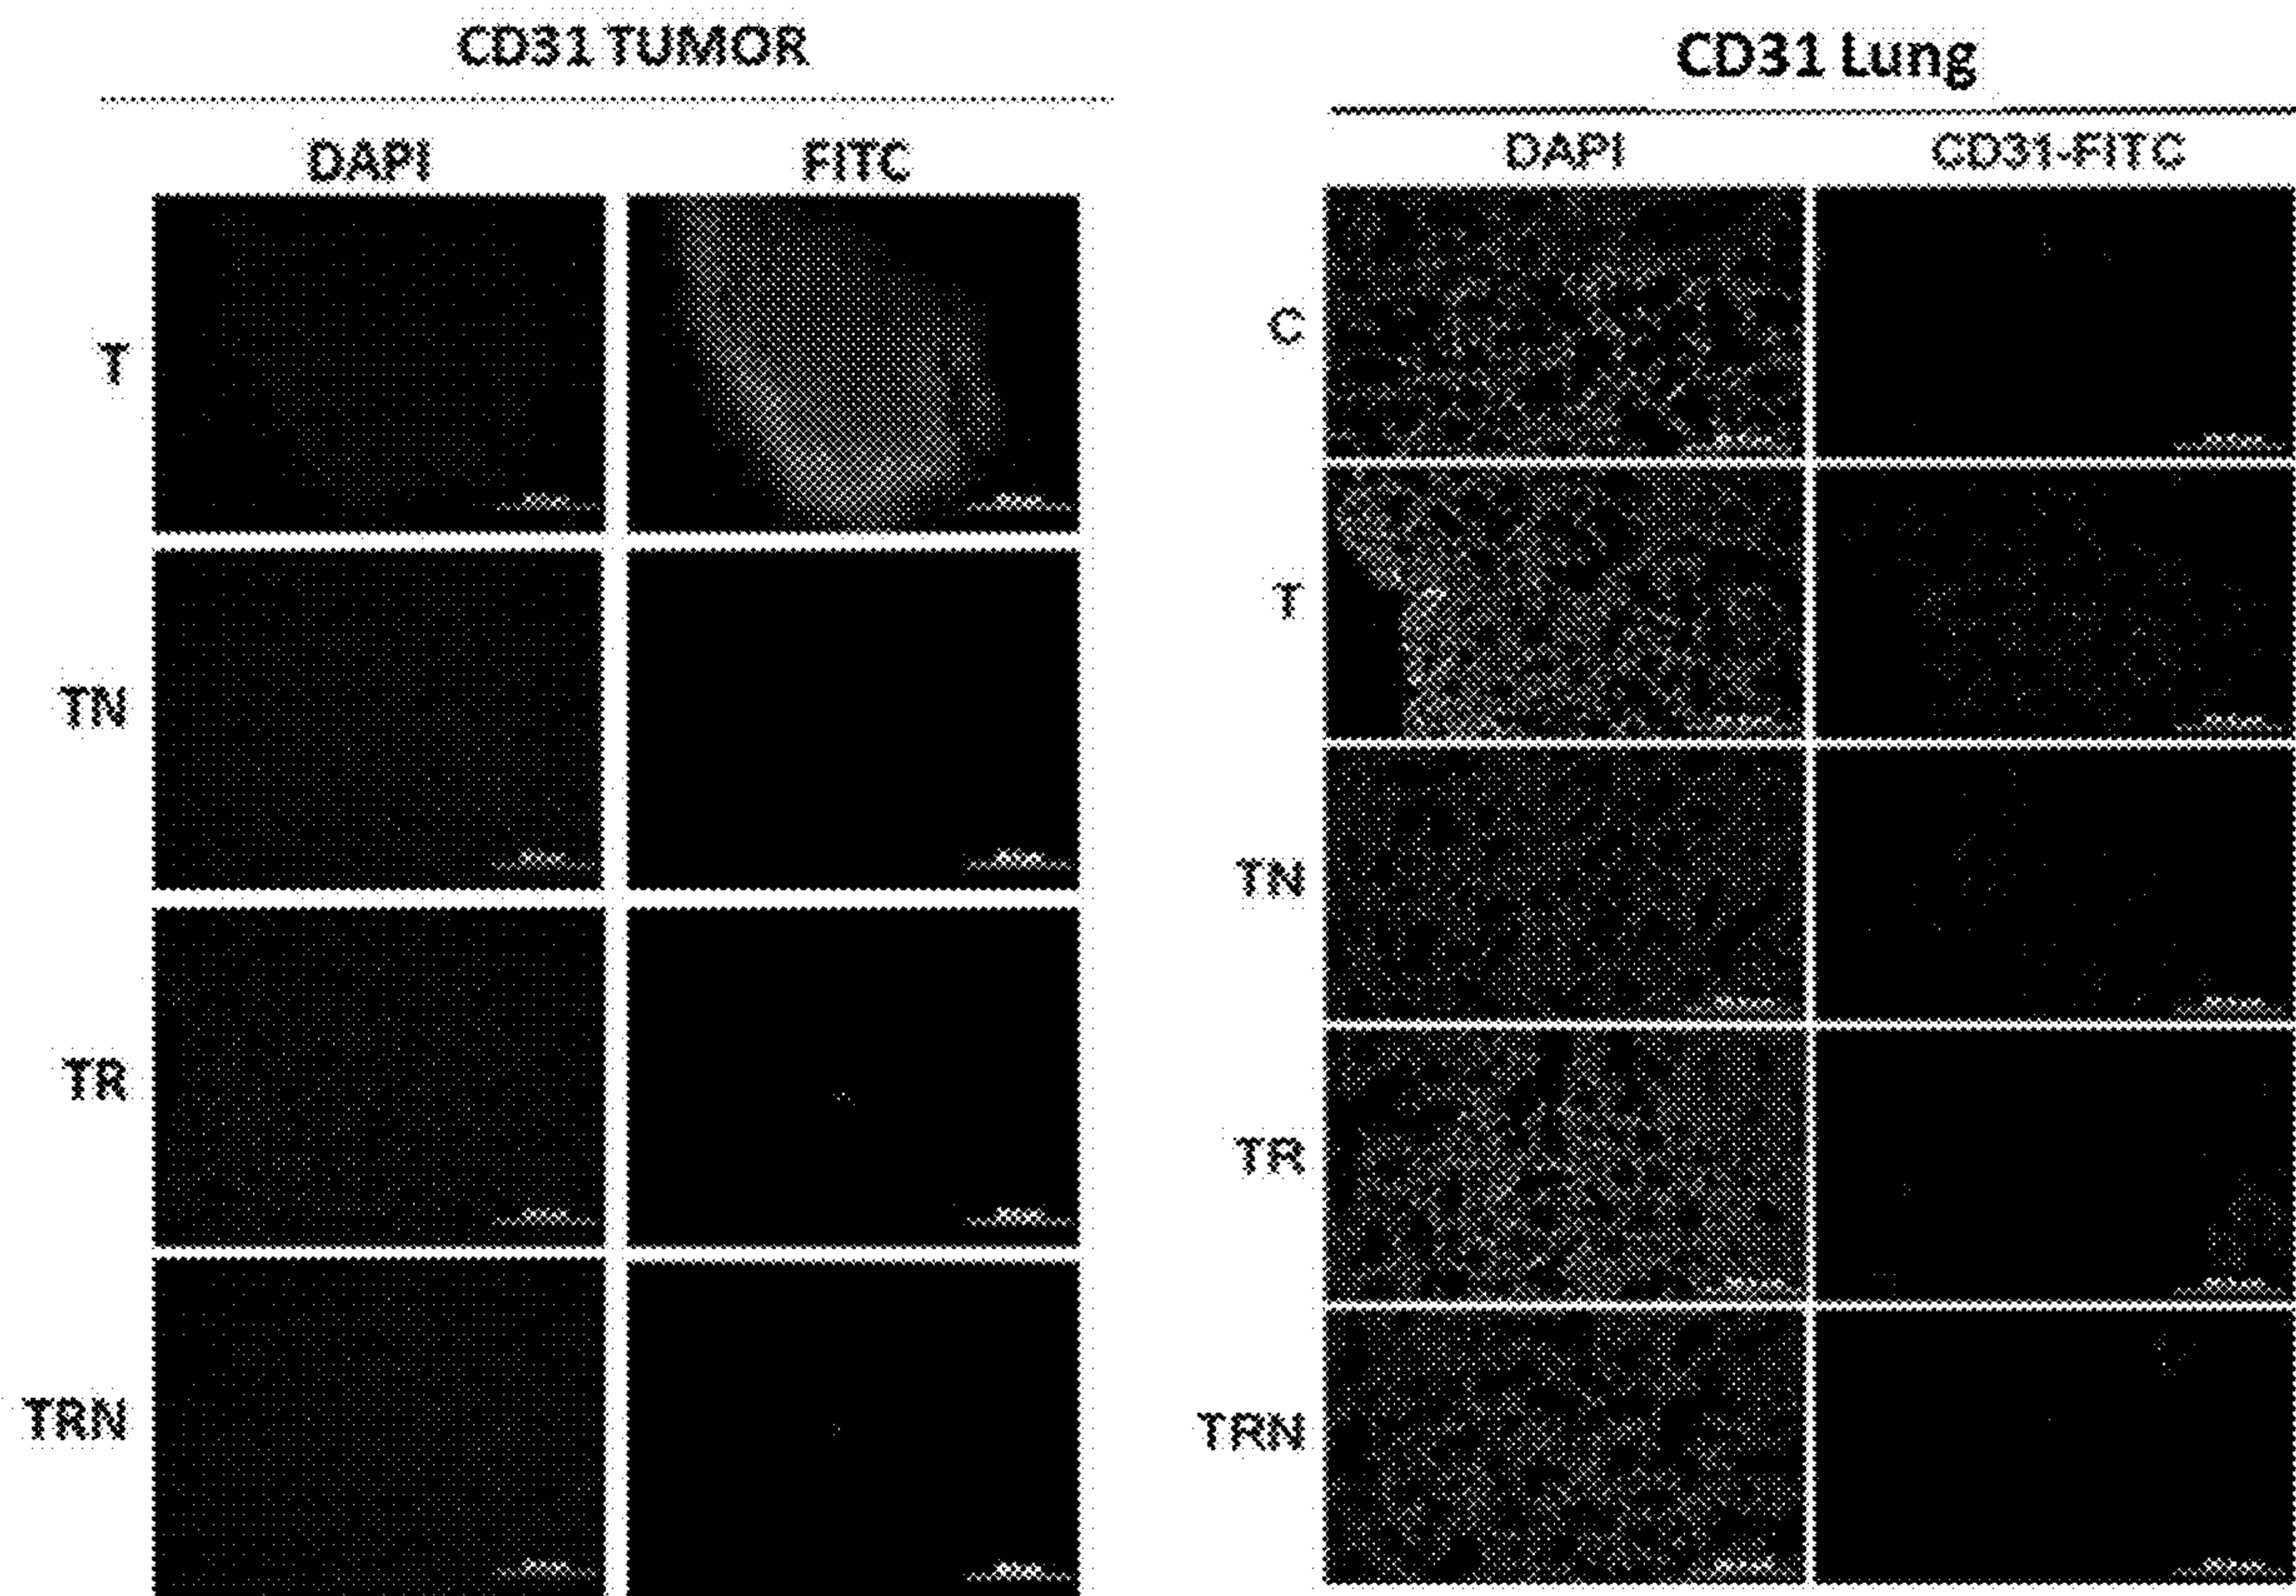 CD31 TUMOR
DAPI FITC
T
TN
TR
TRN
CD31 Lung
DAPI CD31-FITC
C
T
TN
TR
TRN